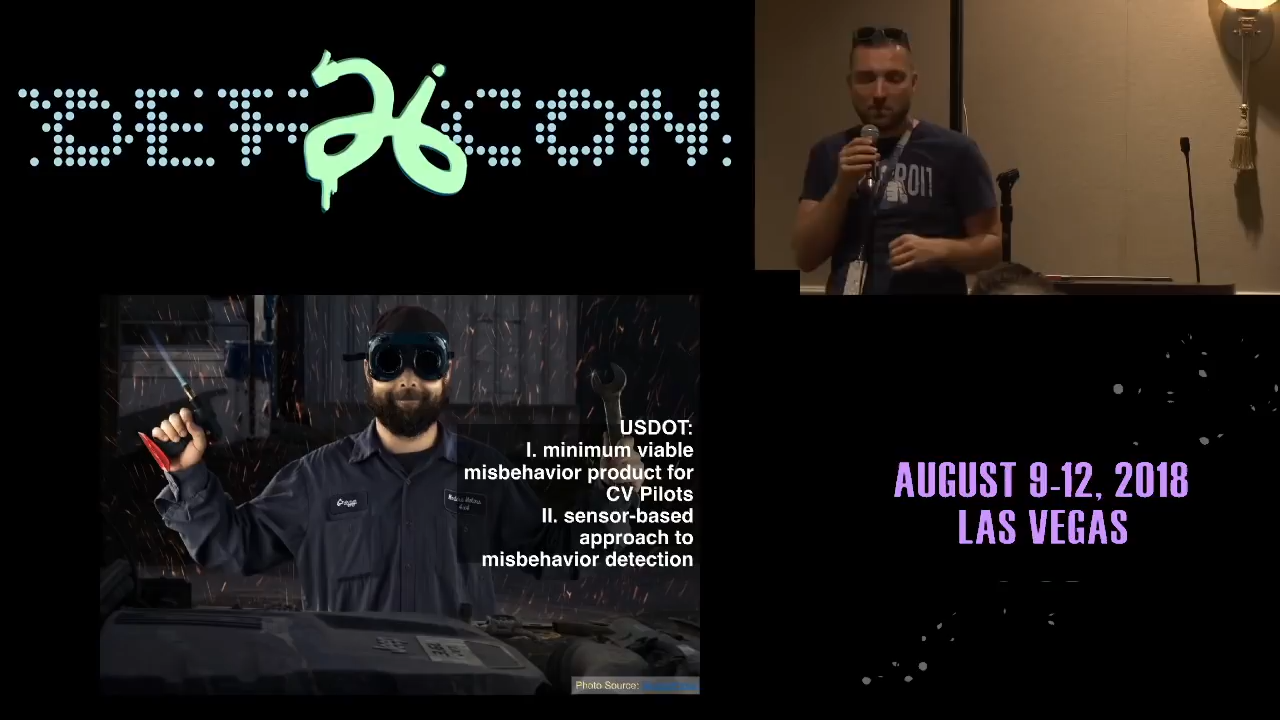 DEF CON
26
USDOT:
I. minimum viable
misbehavior product for
CV Pilots
II. sensor-based
approach to
misbehavior detection
Photo Source:
AUGUST 9-12, 2018
LAS VEGAS